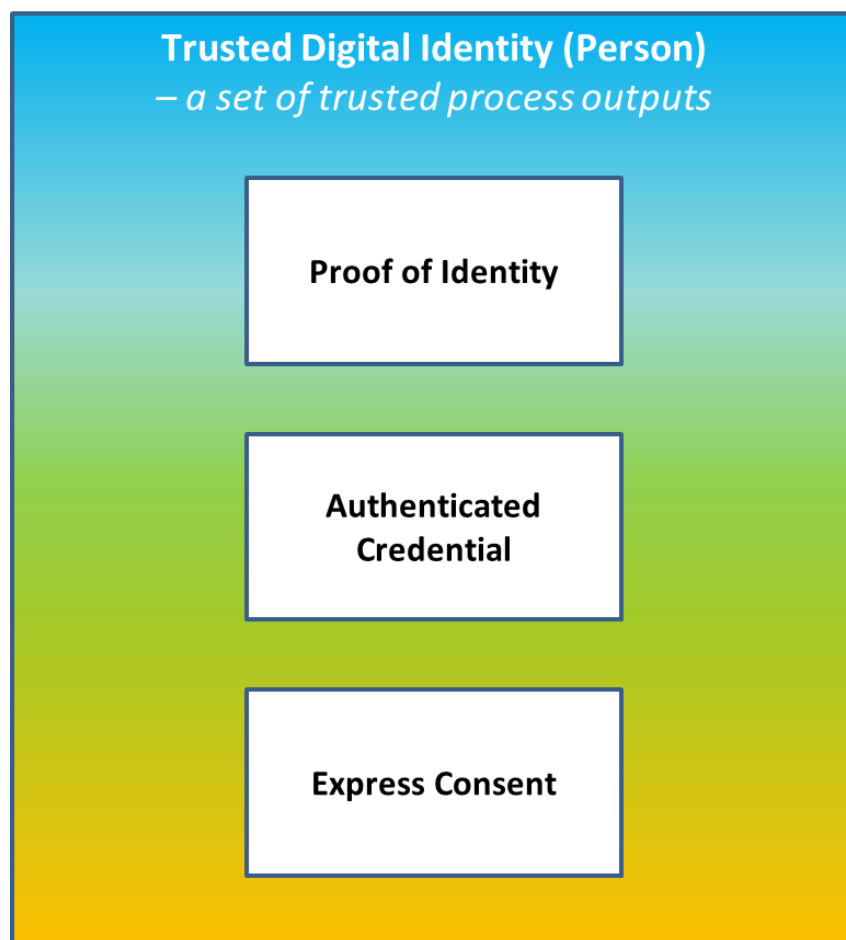 Trusted Digital Identity (Person)
– a set of trusted process outputs
Proof of Identity
Authenticated
Credential
Express Consent